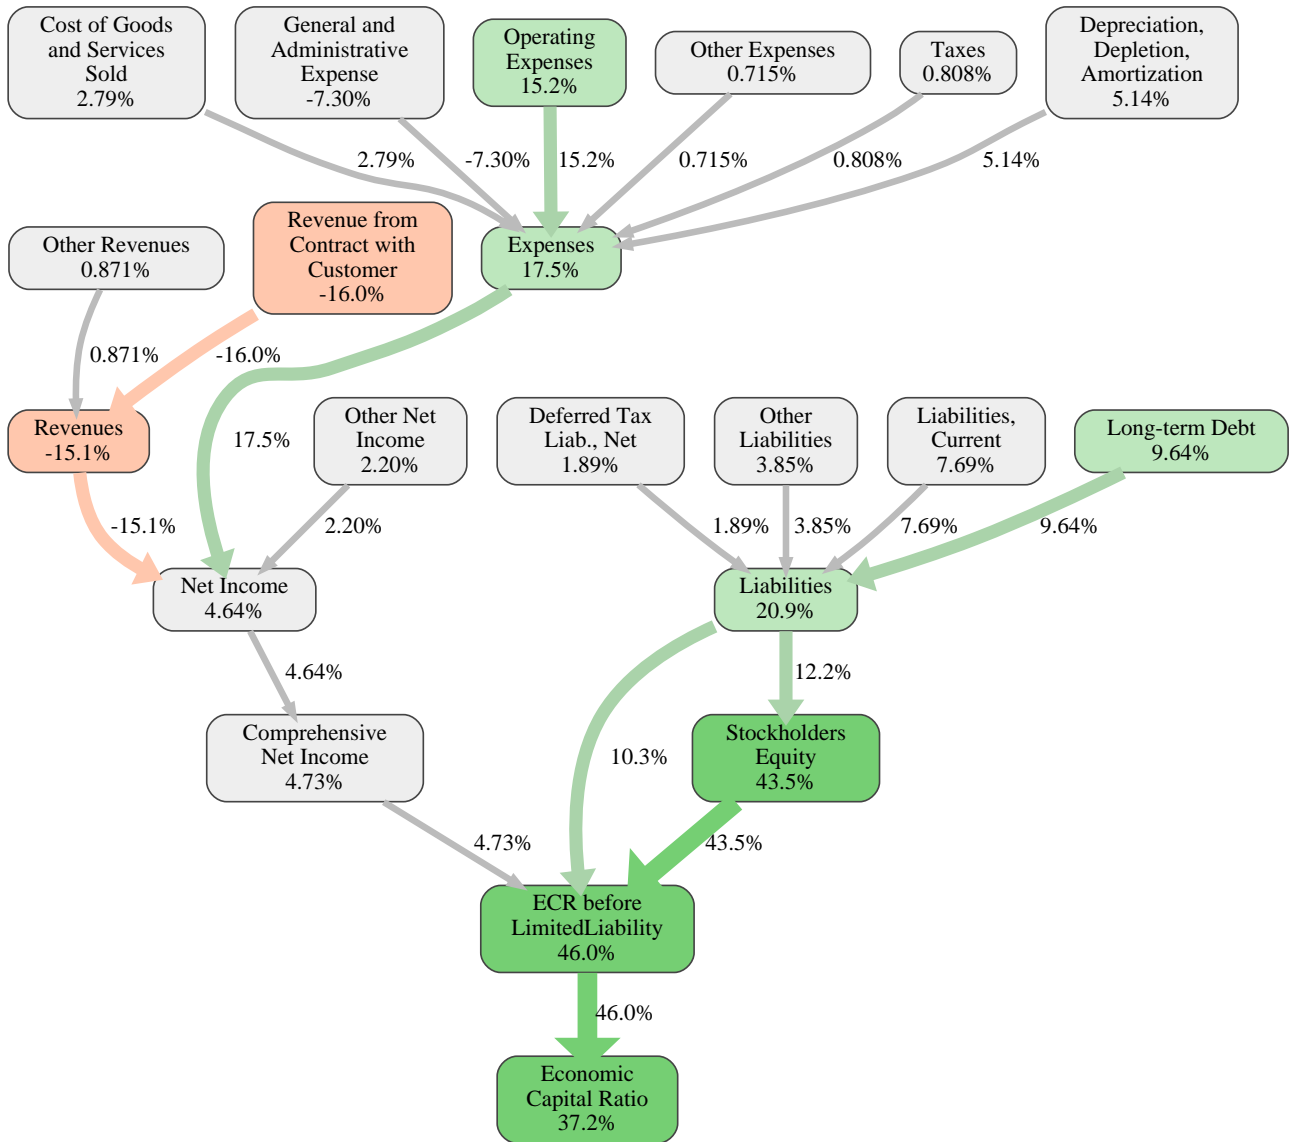 Cost of Goods
and Services
Sold
2.79%
General and
Administrative
Expense
-7.30%
Operating
Expenses
15.2%
Other Expenses
0.715%
Taxes
0.808%
Depreciation,
Depletion,
Amortization
5.14%
2.79%
-7.30%
15.2%
0.715%
0.808%
5.14%
Other Revenues
0.871%
Revenue from
Contract with
Customer
-16.0%
Expenses
17.5%
0.871%
-16.0%
17.5%
Revenues
-15.1%
Other Net
Income
2.20%
Deferred Tax
Liab., Net
1.89%
Other
Liabilities
3.85%
Liabilities,
Current
7.69%
Long-term Debt
9.64%
-15.1%
2.20%
1.89%
3.85%
7.69%
9.64%
Net Income
4.64%
Liabilities
20.9%
4.64%
12.2%
10.3%
Comprehensive
Net Income
4.73%
Stockholders
Equity
43.5%
4.73%
43.5%
ECR before
LimitedLiability
46.0%
46.0%
Economic
Capital Ratio
37.2%